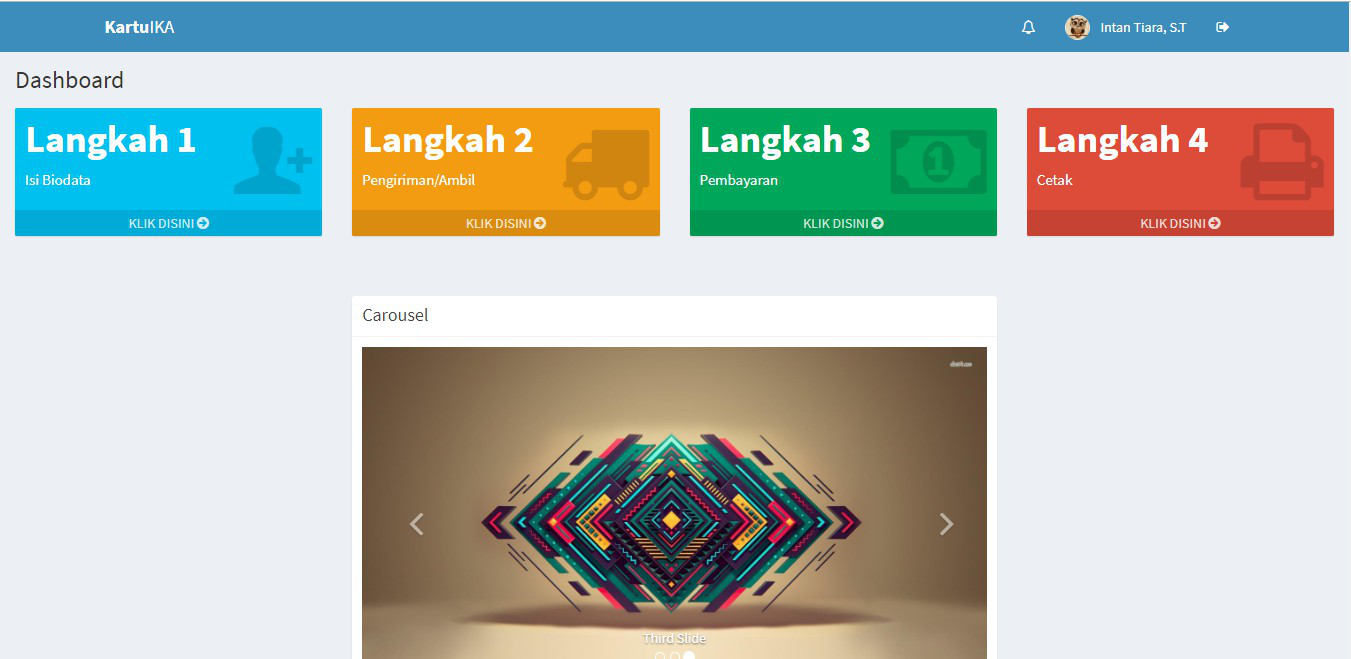 KartuIKA
Intan Tiara, S.T
Dashboard
Langkah 1
Isi Biodata
KLIK DISINI
Langkah 2
Pengiriman/Ambil
KLIK DISINI
Langkah 3
Pembayaran
1
KLIK DISINI
Langkah 4
Cetak
KLIK DISINI
Carousel
Third Slide